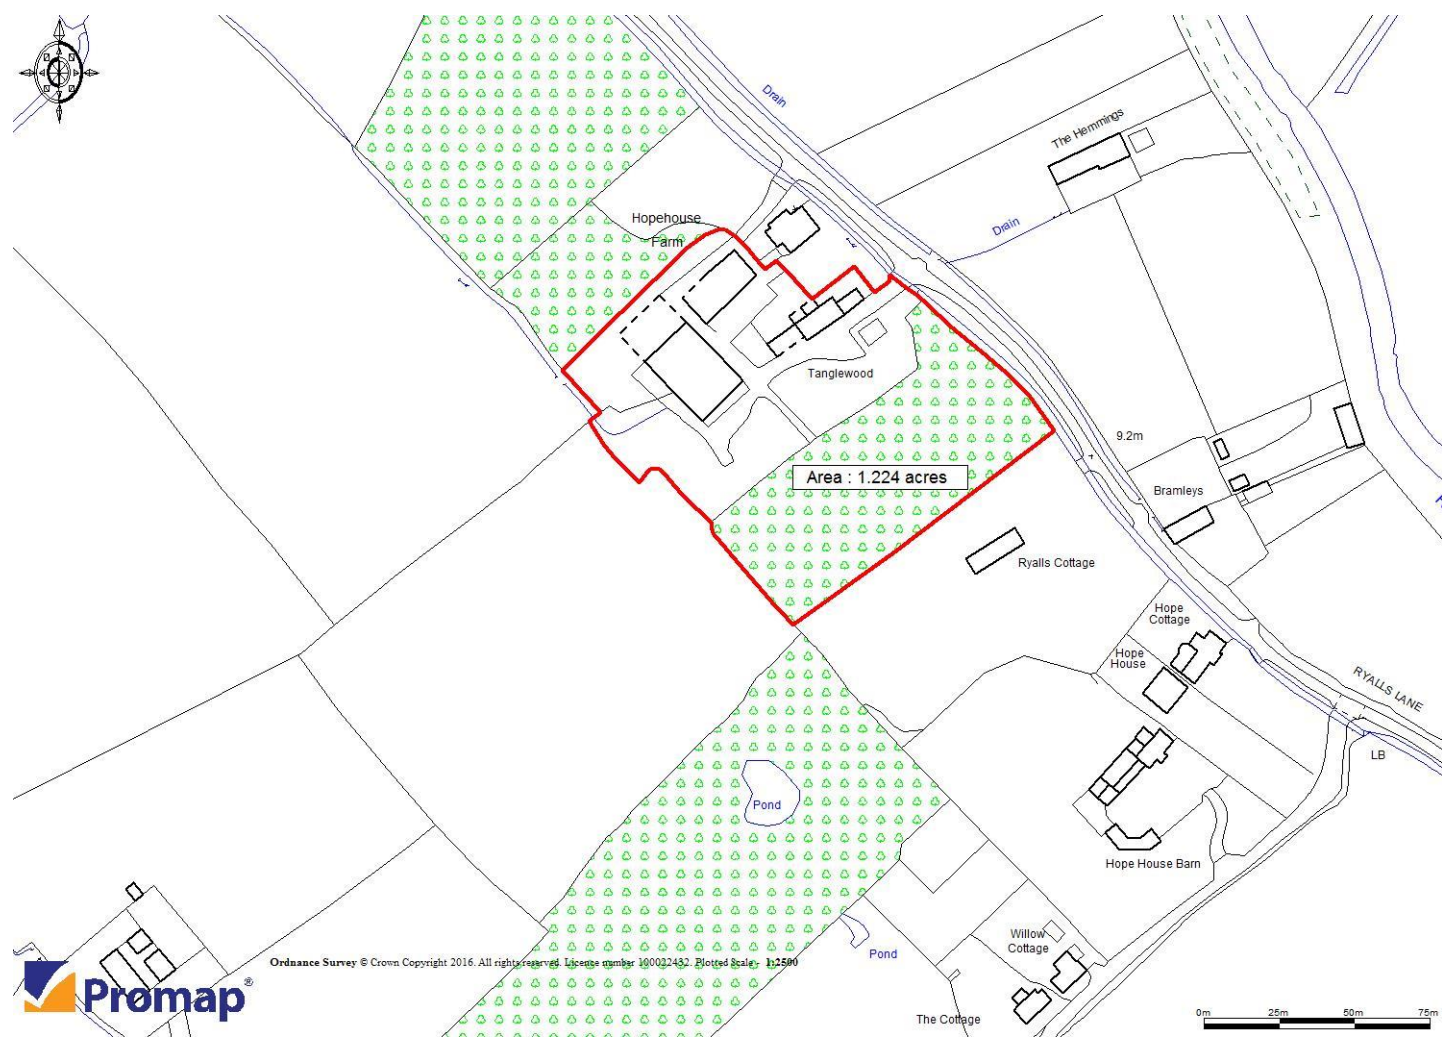 Drain
The Hemmings
Hopehouse
Farm
Drain
Tanglewood
9.2m
Area : 1.224 acres
Bramleys
Ryalls Cottage
Hope
Cottage
Hope
House
RYALLS LANE
LB
Pond
Hope House Barn
Willow
Cottage
Pond
Ordnance Survey © Crown Copyright 2016. All rights reserved. Licence number 100022432. Plotted Scale - 1:2500
Promap®
The Cottage
0m 25m 50m 75m